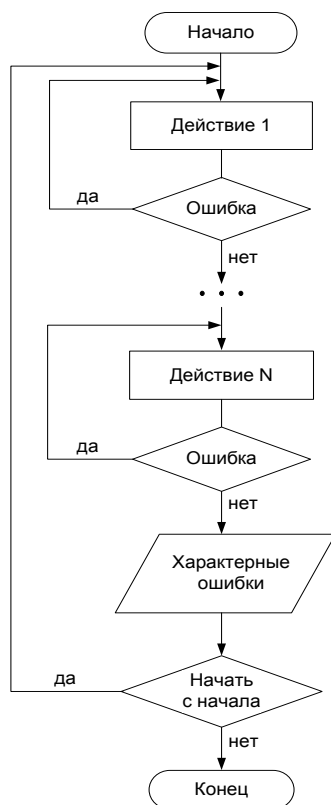 Начало
Действие 1
да
Ошибка
нет
• • •
Действие N
да
Ошибка
нет
Характерные
ошибки
да
Начать
с начала
нет
Конец